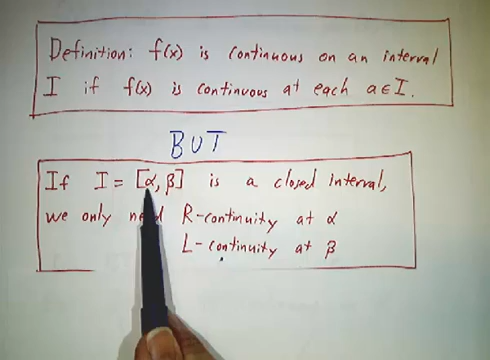 Definition: f(x) is continuous on an interval
I if f(x) is continuous at each a∈I.
BUT
If I = [α, β] is a closed interval,
we only need R-continuity at α
L-continuity at β